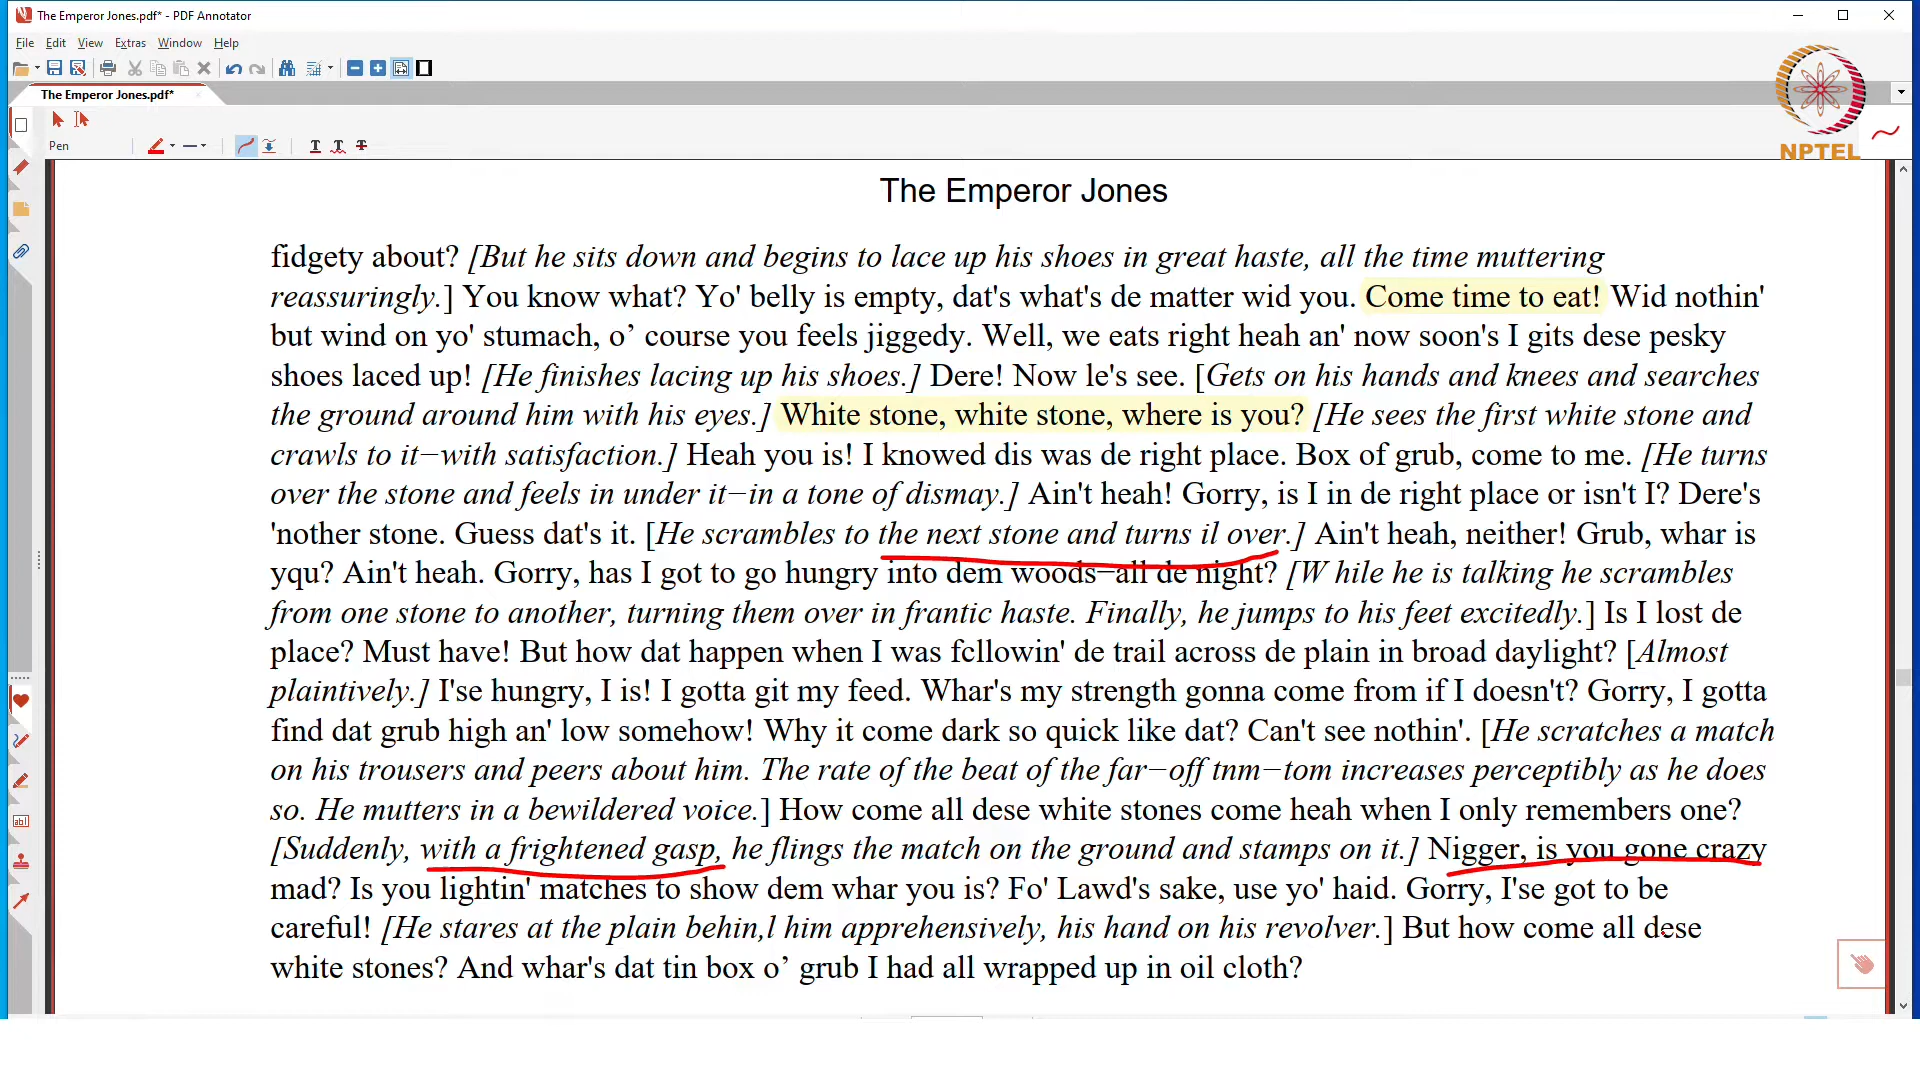 The Emperor Jones.pdf* - PDF Annotator
File Edit View Extras Window Help
The Emperor Jones.pdf*
Pen
NPTEL
The Emperor Jones
fidgety about? [But he sits down and begins to lace up his shoes in great haste, all the time muttering
reassuringly.] You know what? Yo' belly is empty, dat's what's de matter wid you. Come time to eat! Wid nothin'
but wind on yo' stumach, o’ course you feels jiggedy. Well, we eats right heah an' now soon's I gits dese pesky
shoes laced up! [He finishes lacing up his shoes.] Dere! Now le's see. [Gets on his hands and knees and searches
the ground around him with his eyes.] White stone, white stone, where is you? [He sees the first white stone and
crawls to it−with satisfaction.] Heah you is! I knowed dis was de right place. Box of grub, come to me. [He turns
over the stone and feels in under it−in a tone of dismay.] Ain't heah! Gorry, is I in de right place or isn't I? Dere's
'nother stone. Guess dat's it. [He scrambles to the next stone and turns il over.] Ain't heah, neither! Grub, whar is
yqu? Ain't heah. Gorry, has I got to go hungry into dem woods−all de night? [W hile he is talking he scrambles
from one stone to another, turning them over in frantic haste. Finally, he jumps to his feet excitedly.] Is I lost de
place? Must have! But how dat happen when I was fcllowin' de trail across de plain in broad daylight? [Almost
plaintively.] I'se hungry, I is! I gotta git my feed. Whar's my strength gonna come from if I doesn't? Gorry, I gotta
find dat grub high an' low somehow! Why it come dark so quick like dat? Can't see nothin'. [He scratches a match
on his trousers and peers about him. The rate of the beat of the far−off tnm−tom increases perceptibly as he does
so. He mutters in a bewildered voice.] How come all dese white stones come heah when I only remembers one?
[Suddenly, with a frightened gasp, he flings the match on the ground and stamps on it.] Nigger, is you gone crazy
mad? Is you lightin' matches to show dem whar you is? Fo' Lawd's sake, use yo' haid. Gorry, I'se got to be
careful! [He stares at the plain behin,l him apprehensively, his hand on his revolver.] But how come all dese
white stones? And whar's dat tin box o’ grub I had all wrapped up in oil cloth?